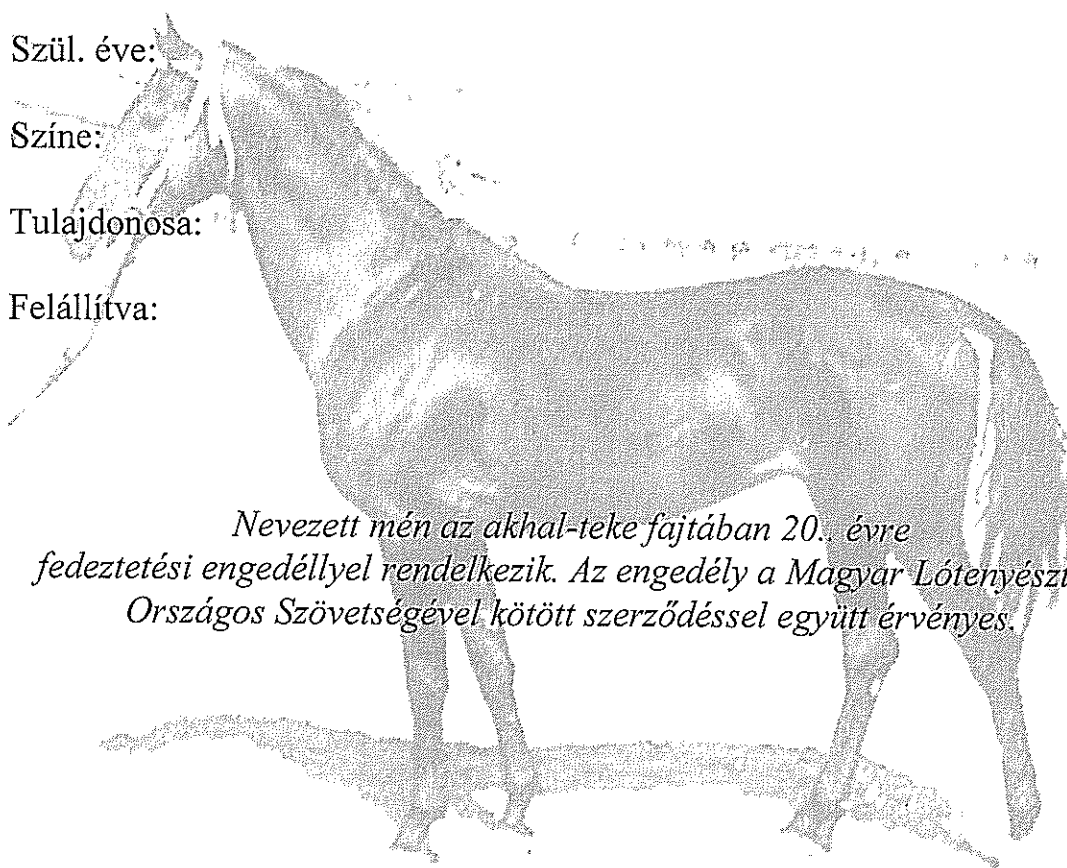 Szül. éve:
Színe:
Tulajdonosa:
Felállítva:
Nevezett mén az akhal-teke fajtában 20.. évre
fedeztetési engedéllyel rendelkezik. Az engedély a Magyar Lótenyészt
Országos Szövetségével kötött szerződéssel együtt érvényes.